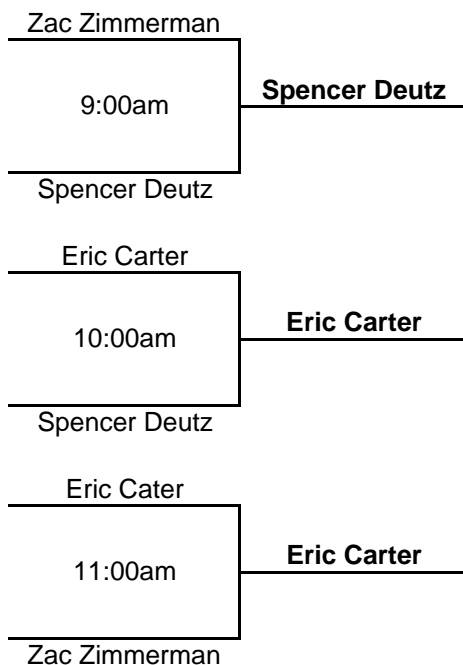 Zac Zimmerman
9:00am
Spencer Deutz
Spencer Deutz
Eric Carter
10:00am
Eric Carter
Spencer Deutz
Eric Cater
11:00am
Eric Carter
Zac Zimmerman